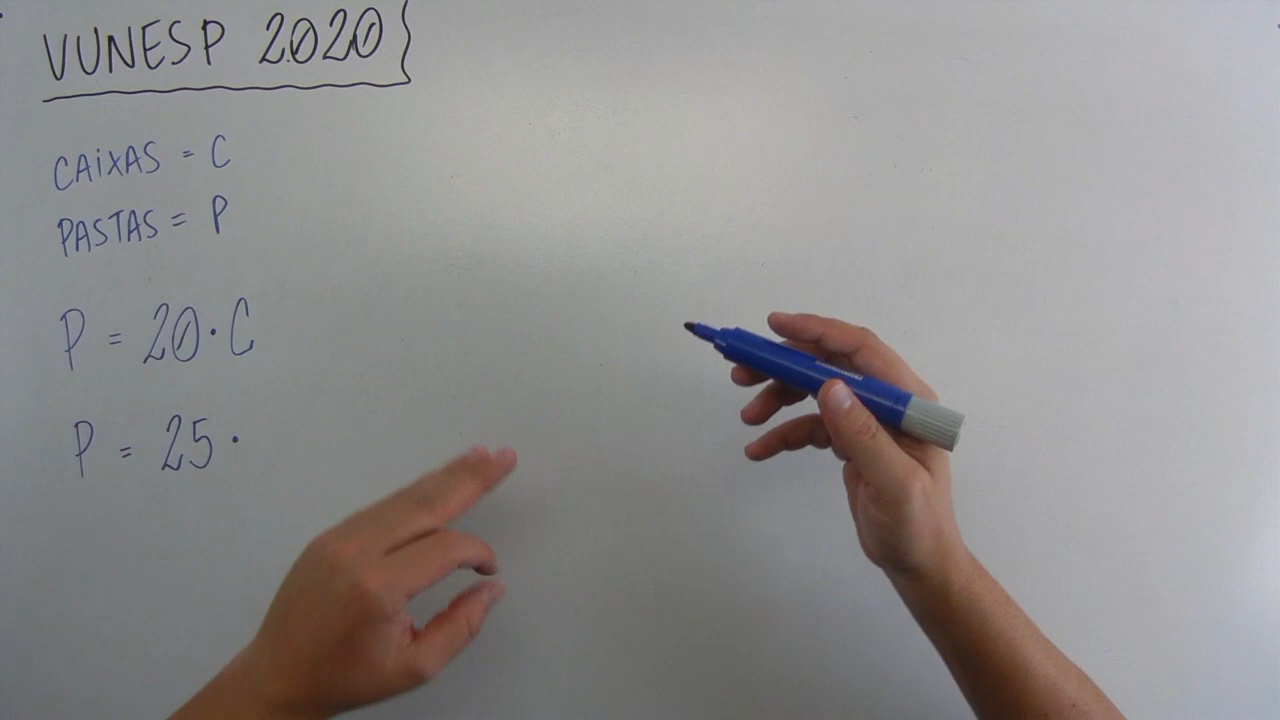 VUNESP 2020
CAiXAS = C
PASTAS = P
P = 20 · C
P = 25 ·